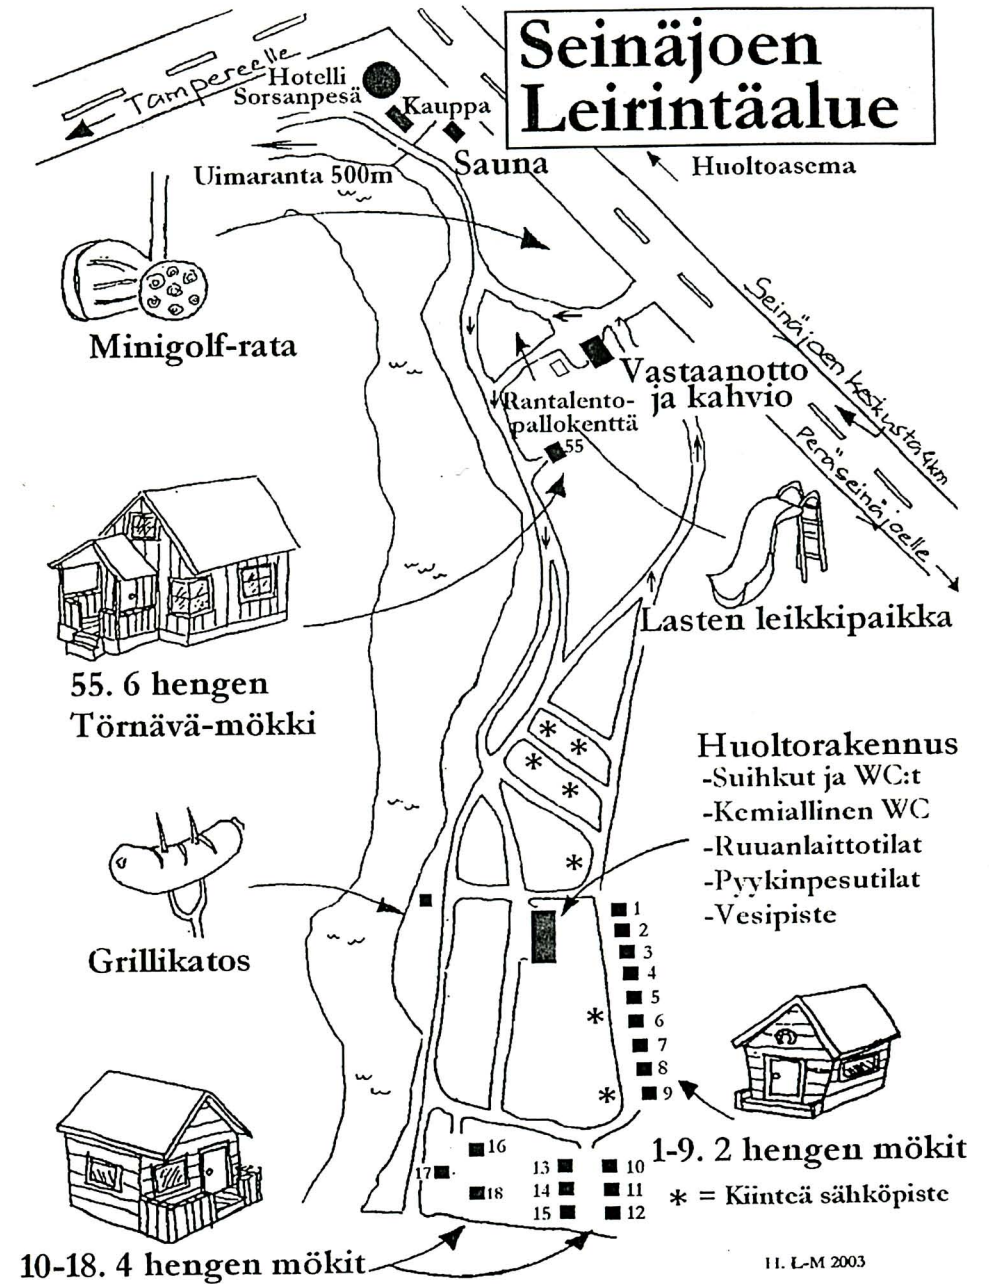 Seinäjoen
Leirintäalue
Tampereelle
Hotelli
Sorsanpesä
Kauppa
Sauna
Uimaranta 500m
Huoltoasema
Minigolf-rata
Seinäjoen keskusta 4km
Peräseinäjoelle
Vastaanotto
ja kahvio
Rantalento-
pallokenttä
55
Lasten leikkipaikka
55. 6 hengen
Törnävä-mökki
Huoltorakennus
-Suihkut ja WC:t
-Kemiallinen WC
-Ruuanlaittotilat
-Pyykinpesutilat
-Vesipiste
Grillikatos
1
2
3
4
5
6
7
8
9
1-9. 2 hengen mökit
* = Kiinteä sähköpiste
16
17
18
13
14
15
10
11
12
10-18. 4 hengen mökit
H. L-M 2003